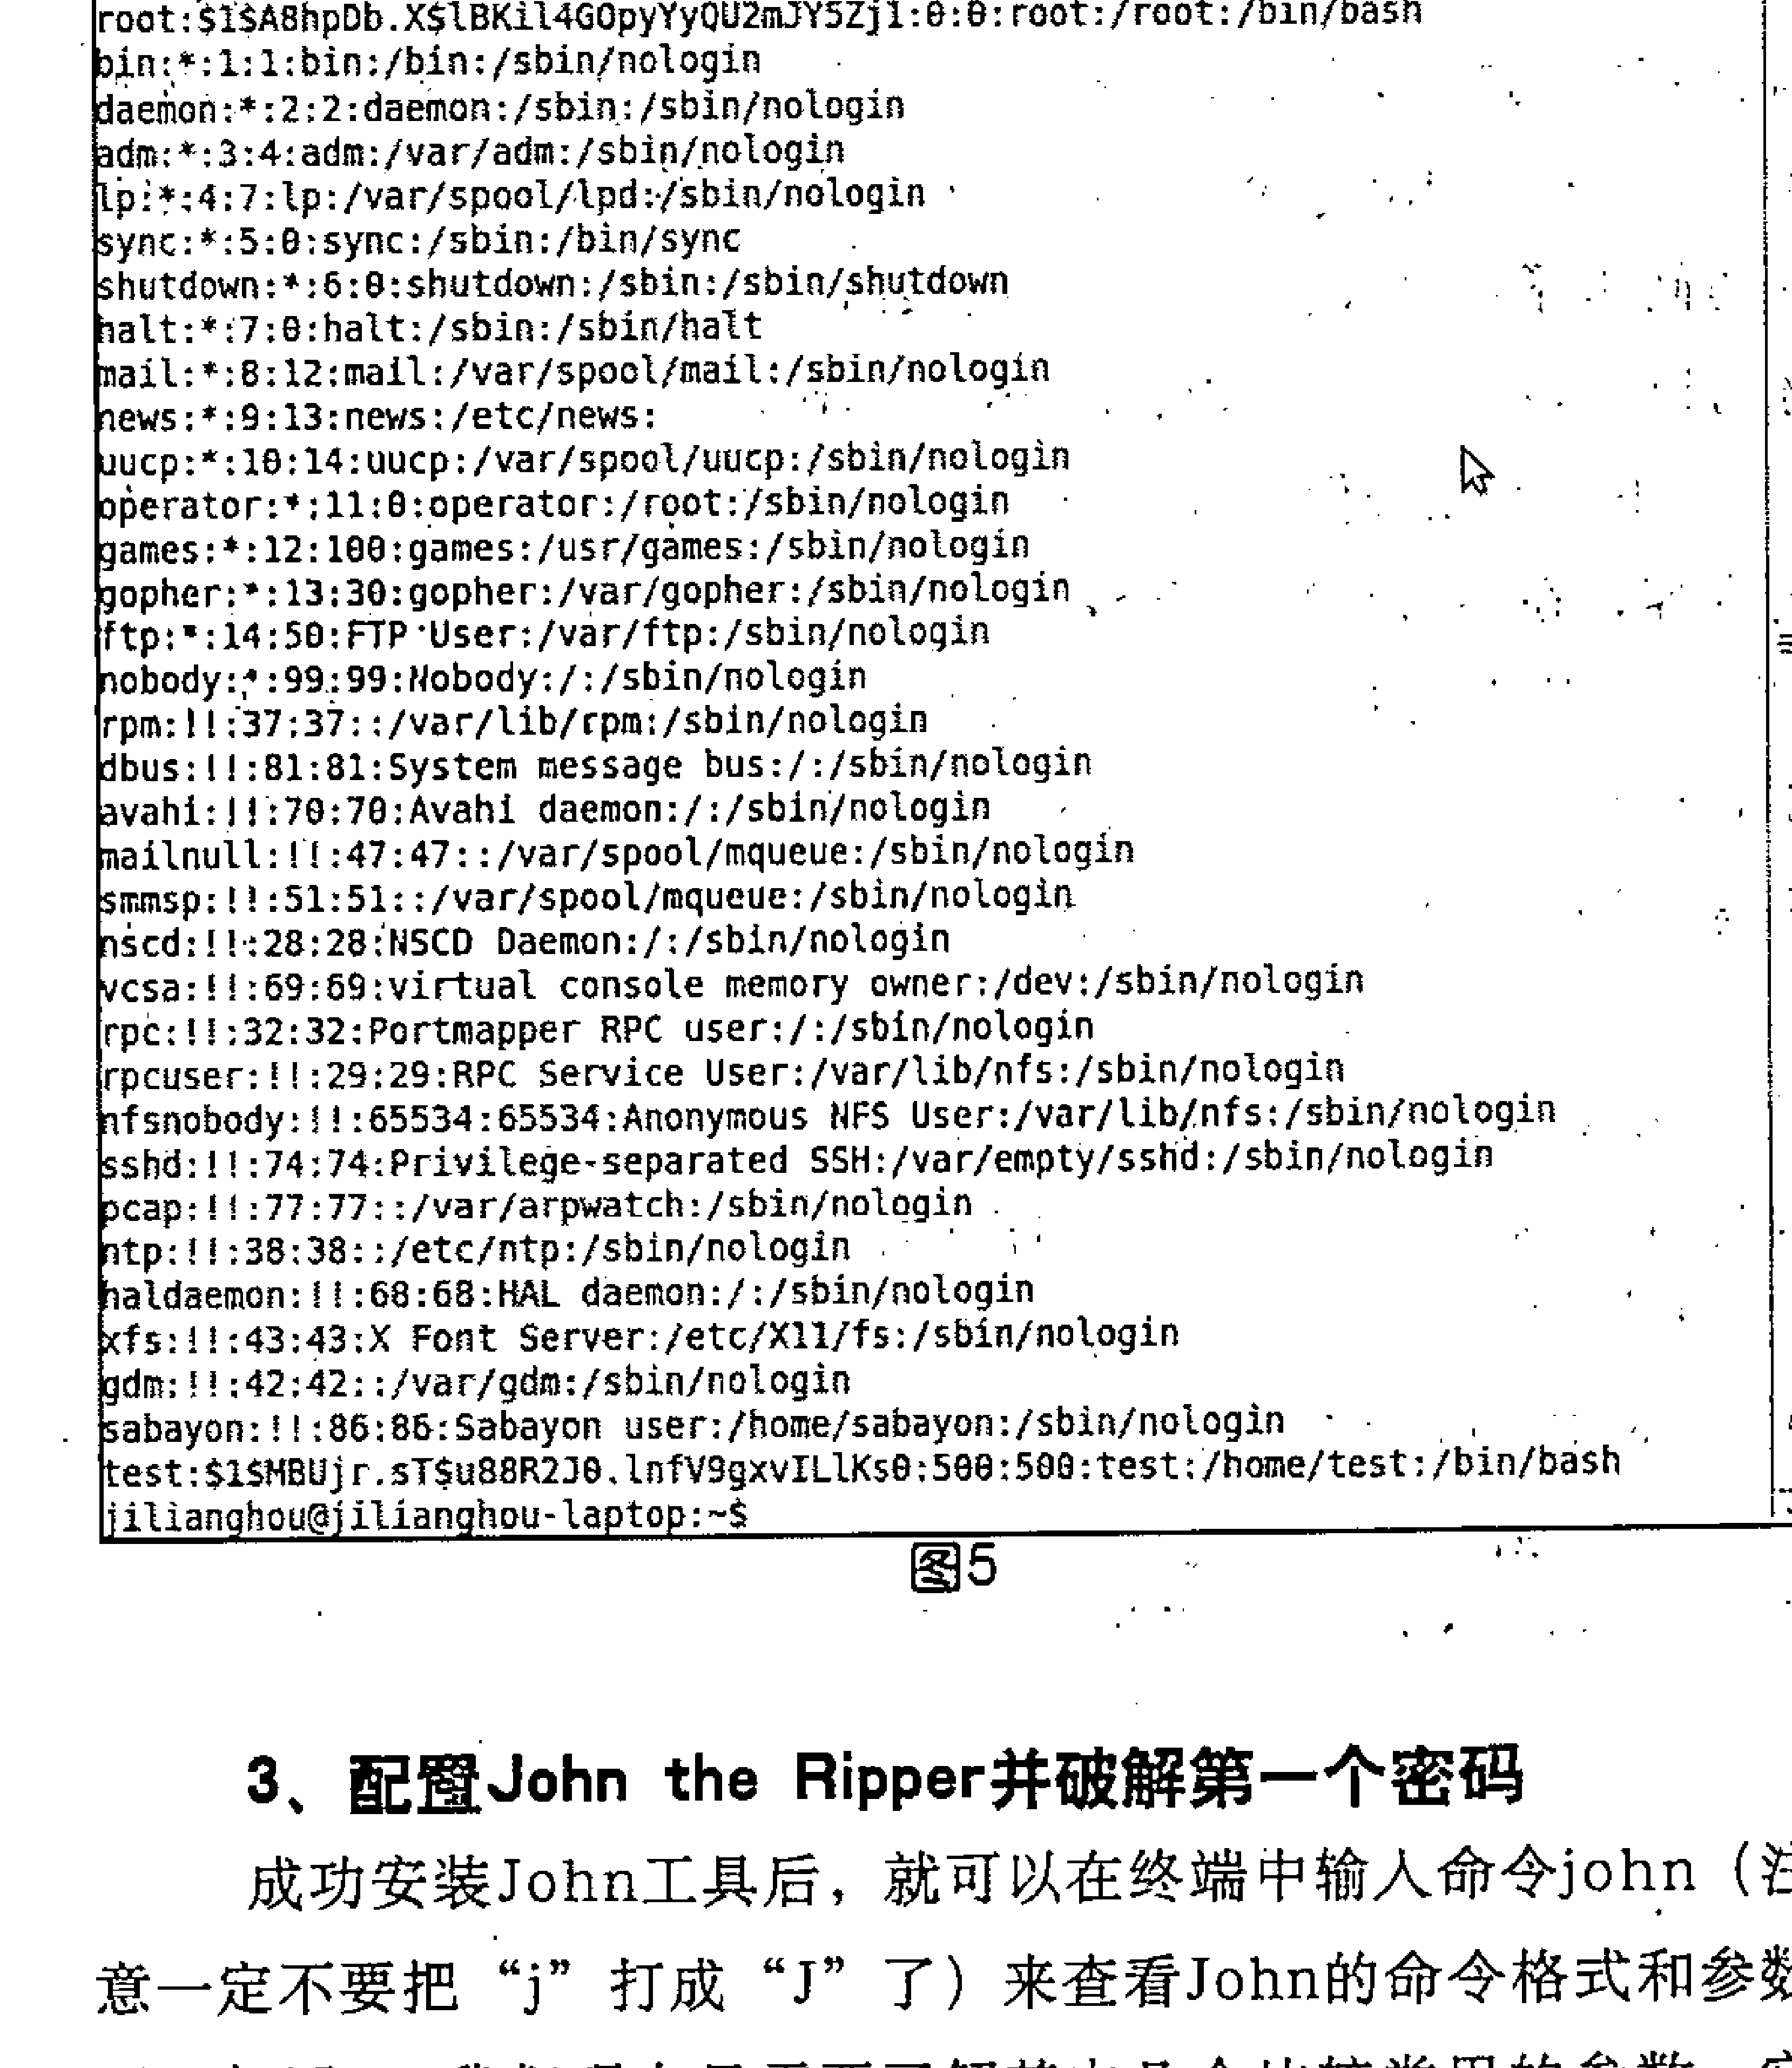 root:$1$A8hpDb.X$lBKil4GOpyYyQU2mJY5Zj1:0:0:root:/root:/bin/bash
bin:*:1:1:bin:/bin:/sbin/nologin
daemon:*:2:2:daemon:/sbin:/sbin/nologin
adm:*:3:4:adm:/var/adm:/sbin/nologin
lp:*:4:7:lp:/var/spool/lpd:/sbin/nologin
sync:*:5:0:sync:/sbin:/bin/sync
shutdown:*:6:0:shutdown:/sbin:/sbin/shutdown
halt:*:7:0:halt:/sbin:/sbin/halt
mail:*:8:12:mail:/var/spool/mail:/sbin/nologin
news:*:9:13:news:/etc/news:
uucp:*:10:14:uucp:/var/spool/uucp:/sbin/nologin
operator:*:11:0:operator:/root:/sbin/nologin
games:*:12:100:games:/usr/games:/sbin/nologin
gopher:*:13:30:gopher:/var/gopher:/sbin/nologin
ftp:*:14:50:FTP User:/var/ftp:/sbin/nologin
nobody:*:99:99:Nobody:/:/sbin/nologin
rpm:!!:37:37::/var/lib/rpm:/sbin/nologin
dbus:!!:81:81:System message bus:/:/sbin/nologin
avahi:!!:70:70:Avahi daemon:/:/sbin/nologin
mailnull:!!:47:47::/var/spool/mqueue:/sbin/nologin
smmsp:!!:51:51::/var/spool/mqueue:/sbin/nologin
nscd:!!:28:28:NSCD Daemon:/:/sbin/nologin
vcsa:!!:69:69:virtual console memory owner:/dev:/sbin/nologin
rpc:!!:32:32:Portmapper RPC user:/:/sbin/nologin
rpcuser:!!:29:29:RPC Service User:/var/lib/nfs:/sbin/nologin
nfsnobody:!!:65534:65534:Anonymous NFS User:/var/lib/nfs:/sbin/nologin
sshd:!!:74:74:Privilege-separated SSH:/var/empty/sshd:/sbin/nologin
pcap:!!:77:77::/var/arpwatch:/sbin/nologin
ntp:!!:38:38::/etc/ntp:/sbin/nologin
haldaemon:!!:68:68:HAL daemon:/:/sbin/nologin
xfs:!!:43:43:X Font Server:/etc/X11/fs:/sbin/nologin
gdm:!!:42:42::/var/gdm:/sbin/nologin
sabayon:!!:86:86:Sabayon user:/home/sabayon:/sbin/nologin
test:$1$MBUjr.sT$u88R2J0.lnfV9gxvILlKs0:500:500:test:/home/test:/bin/bash
jilianghou@jilianghou-laptop:~$
图5
3、配置John the Ripper并破解第一个密码
成功安装John工具后，就可以在终端中输入命令john（注
意一定不要把“j”打成“J”了）来查看John的命令格式和参数